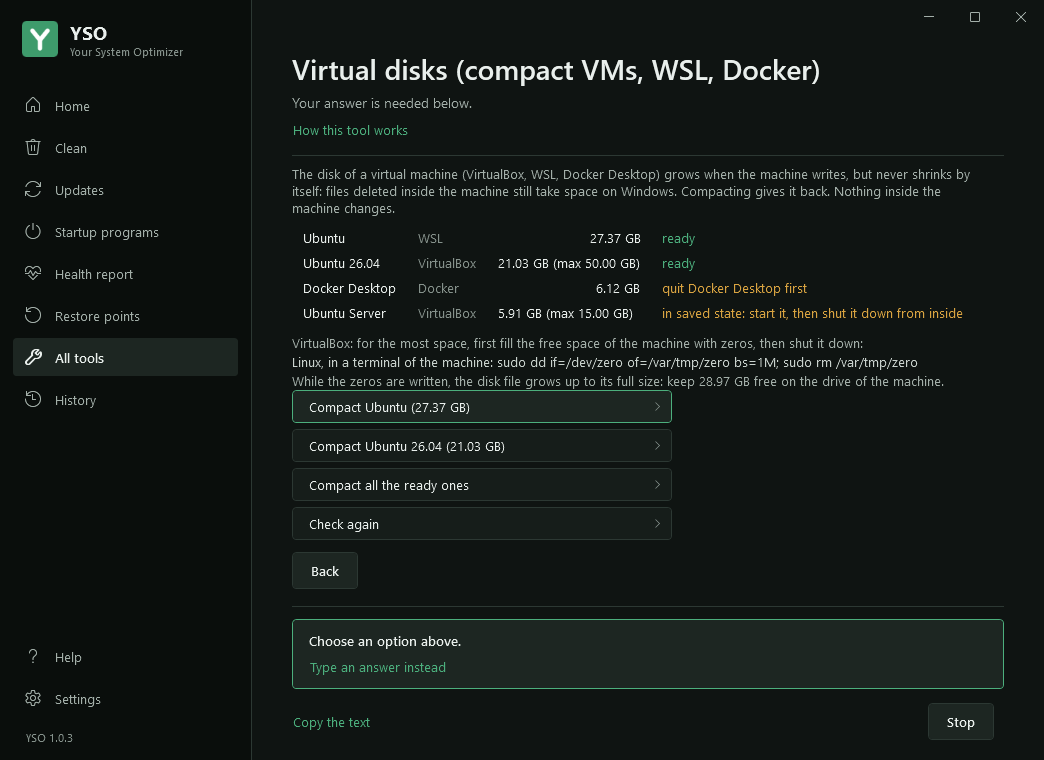 Y
YSO
Your System Optimizer
Home
Clean
Updates
Startup programs
Health report
Restore points
All tools
History
Help
Settings
YSO 1.0.3
Virtual disks (compact VMs, WSL, Docker)
Your answer is needed below.
How this tool works
The disk of a virtual machine (VirtualBox, WSL, Docker Desktop) grows when the machine writes, but never shrinks by
itself: files deleted inside the machine still take space on Windows. Compacting gives it back. Nothing inside the
machine changes.
Ubuntu WSL 27.37 GB ready
Ubuntu 26.04 VirtualBox 21.03 GB (max 50.00 GB) ready
Docker Desktop Docker 6.12 GB quit Docker Desktop first
Ubuntu Server VirtualBox 5.91 GB (max 15.00 GB) in saved state: start it, then shut it down from inside
VirtualBox: for the most space, first fill the free space of the machine with zeros, then shut it down:
Linux, in a terminal of the machine: sudo dd if=/dev/zero of=/var/tmp/zero bs=1M; sudo rm /var/tmp/zero
While the zeros are written, the disk file grows up to its full size: keep 28.97 GB free on the drive of the machine.
Compact Ubuntu (27.37 GB)
Compact Ubuntu 26.04 (21.03 GB)
Compact all the ready ones
Check again
Back
Choose an option above.
Type an answer instead
Copy the text
Stop